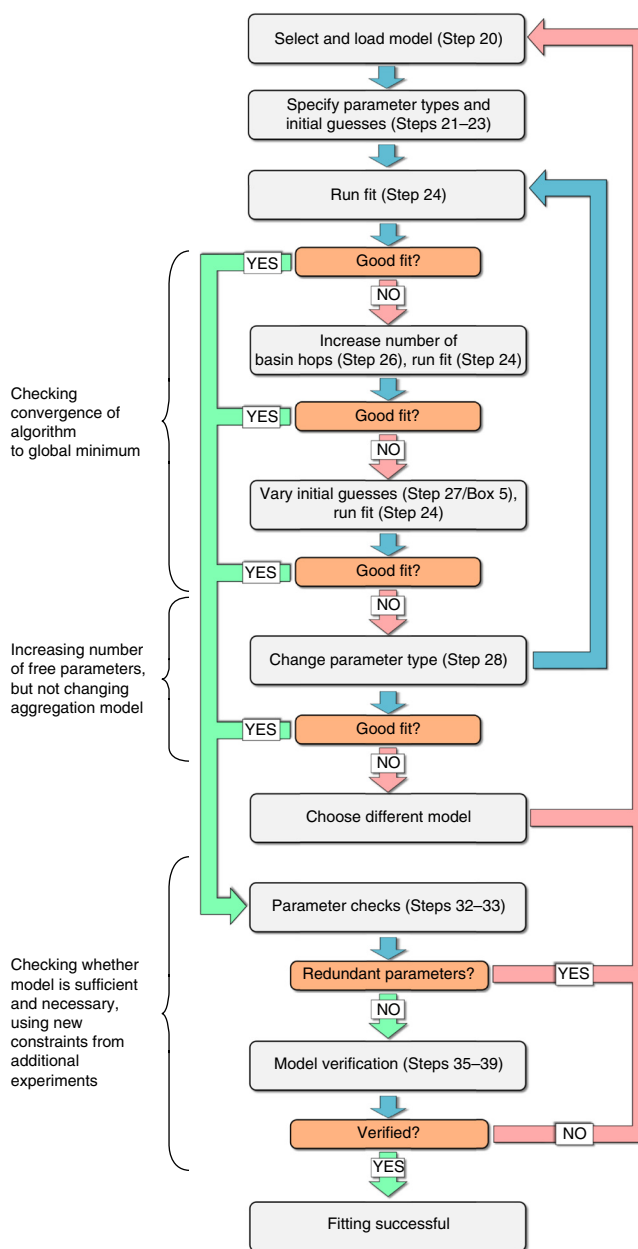 Select and load model (Step 20)
Specify parameter types and
initial guesses (Steps 21–23)
Run fit (Step 24)
YES
Good fit?
NO
Increase number of
basin hops (Step 26), run fit (Step 24)
Checking
convergence of
algorithm
to global minimum
YES
Good fit?
NO
Vary initial guesses (Step 27/Box 5),
run fit (Step 24)
YES
Good fit?
NO
Increasing number
of free parameters,
but not changing
aggregation model
Change parameter type (Step 28)
YES
Good fit?
NO
Choose different model
Parameter checks (Steps 32–33)
Checking whether
model is sufficient
and necessary,
using new
constraints from
additional
experiments
Redundant parameters?
YES
NO
Model verification (Steps 35–39)
Verified?
NO
YES
Fitting successful